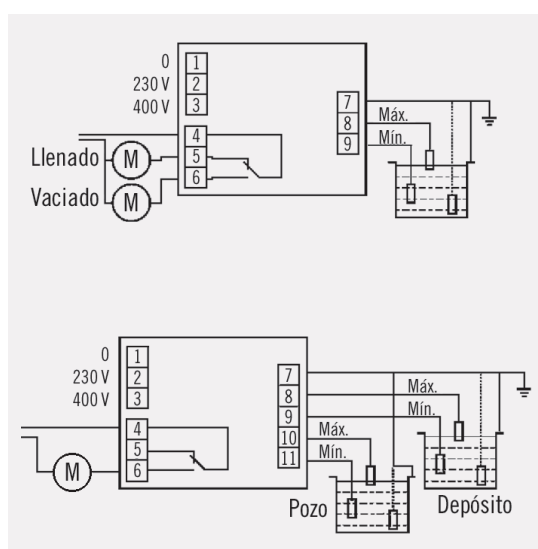 0 1
230 V 2
400 V 3
4
Llenado M 5
Vaciado M 6
7
8 Máx.
9 Mín.
0 1
230 V 2
400 V 3
4
5
M 6
7
8 Máx.
9 Mín.
10 Máx.
11 Mín.
Pozo
Depósito